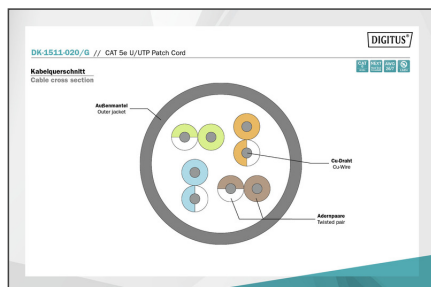 DIGITUS®
DK-1511-020/G // CAT 5e U/UTP Patch Cord
Kabelquerschnitt
Cable cross section
Außenmantel
Outer jacket
Cu-Draht
Cu-Wire
Adernpaare
Twisted pair